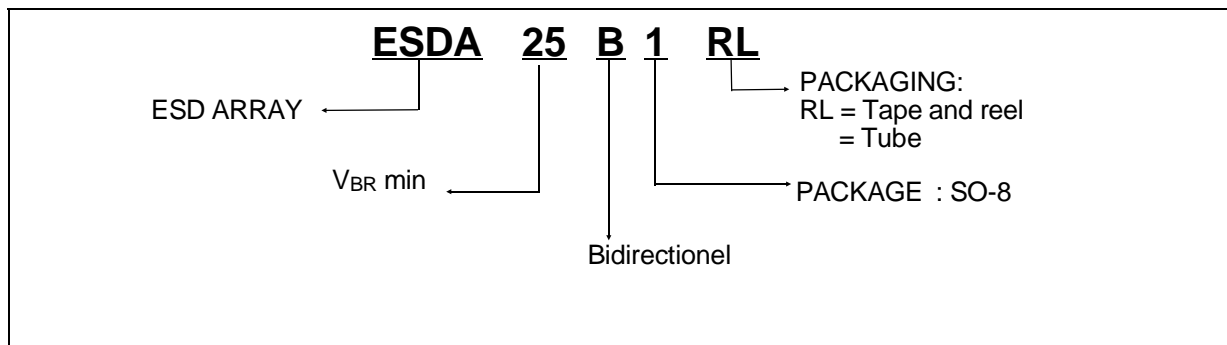 ESDA 25 B 1 RL
ESD ARRAY
PACKAGING:
RL = Tape and reel
= Tube
VBR min
PACKAGE : SO-8
Bidirectionel